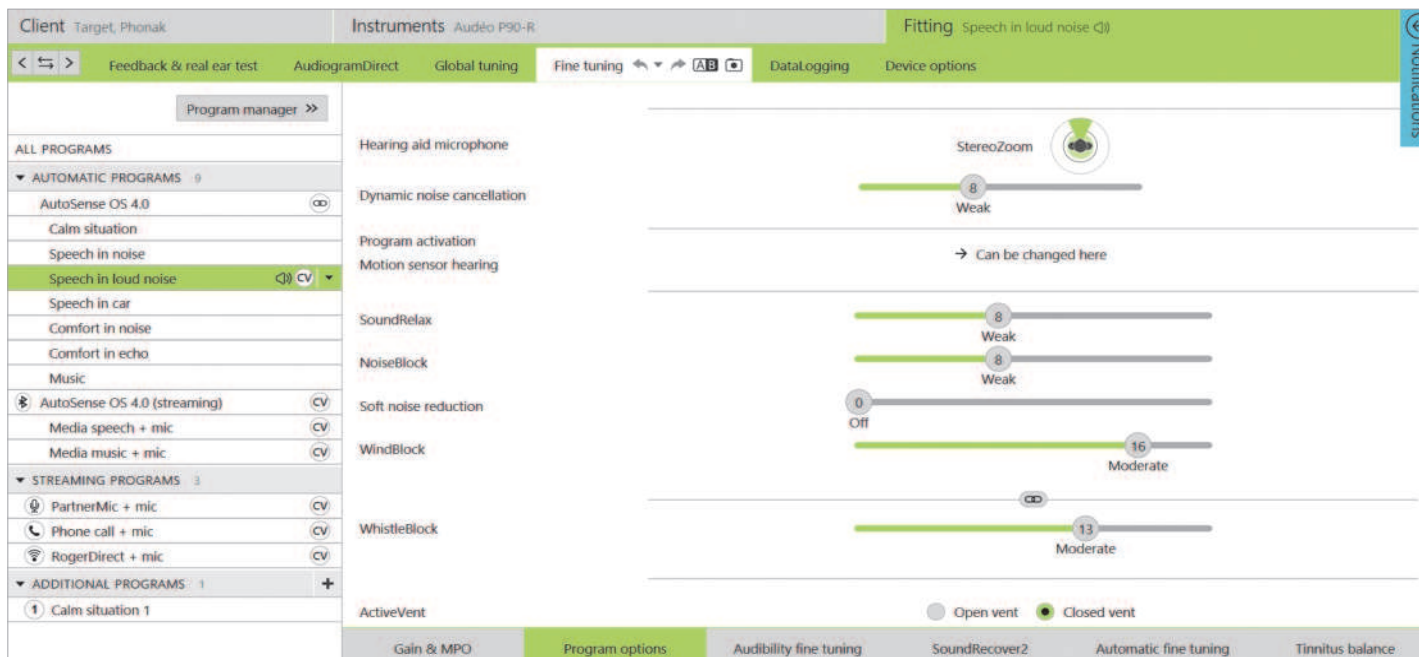 Client Target, Phonak
Instruments Audéo P90-R
Fitting Speech in loud noise
Notifications
Feedback & real ear test
AudiogramDirect
Global tuning
Fine tuning
AB
DataLogging
Device options
Program manager >>
ALL PROGRAMS
AUTOMATIC PROGRAMS 9
AutoSense OS 4.0
Calm situation
Speech in noise
Speech in loud noise CV
Speech in car
Comfort in noise
Comfort in echo
Music
AutoSense OS 4.0 (streaming) CV
Media speech + mic CV
Media music + mic CV
STREAMING PROGRAMS 3
PartnerMic + mic CV
Phone call + mic CV
RogerDirect + mic CV
ADDITIONAL PROGRAMS 1 +
1 Calm situation 1
Hearing aid microphone
StereoZoom
Dynamic noise cancellation
8
Weak
Program activation
Motion sensor hearing
→ Can be changed here
SoundRelax
8
Weak
NoiseBlock
8
Weak
Soft noise reduction
0
Off
WindBlock
16
Moderate
WhistleBlock
13
Moderate
ActiveVent
Open vent
Closed vent
Gain & MPO
Program options
Audibility fine tuning
SoundRecover2
Automatic fine tuning
Tinnitus balance